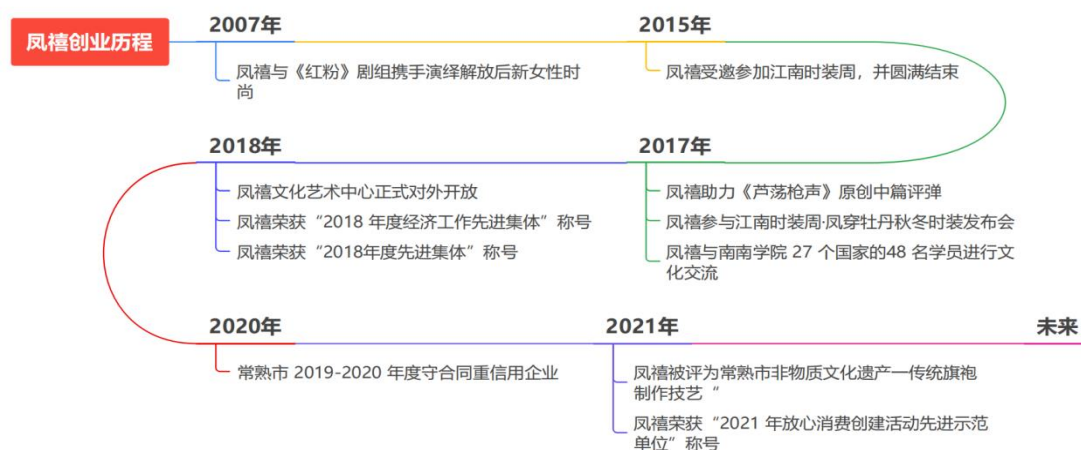 凤禧创业历程
2007年
凤禧与《红粉》剧组携手演绎解放后新女性时
尚
2015年
凤禧受邀参加江南时装周，并圆满结束
2017年
凤禧助力《芦荡枪声》原创中篇评弹
凤禧参与江南时装周·凤穿牡丹秋冬时装发布会
凤禧与南南学院 27 个国家的48 名学员进行文
化交流
2018年
凤禧文化艺术中心正式对外开放
凤禧荣获“2018 年度经济工作先进集体”称号
凤禧荣获“2018年度先进集体”称号
2020年
常熟市 2019-2020 年度守合同重信用企业
2021年
凤禧被评为常熟市非物质文化遗产一传统旗袍
制作技艺“
凤禧荣获“2021 年放心消费创建活动先进示范
单位”称号
未来